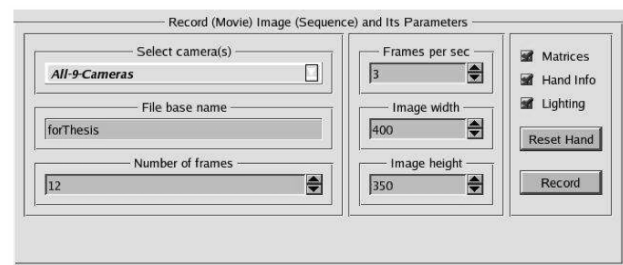 Record (Movie) Image (Sequence) and Its Parameters
Select camera(s)
All-9-Cameras
File base name
forThesis
Number of frames
12
Frames per sec
3
Image width
400
Image height
350
Matrices
Hand Info
Lighting
Reset Hand
Record